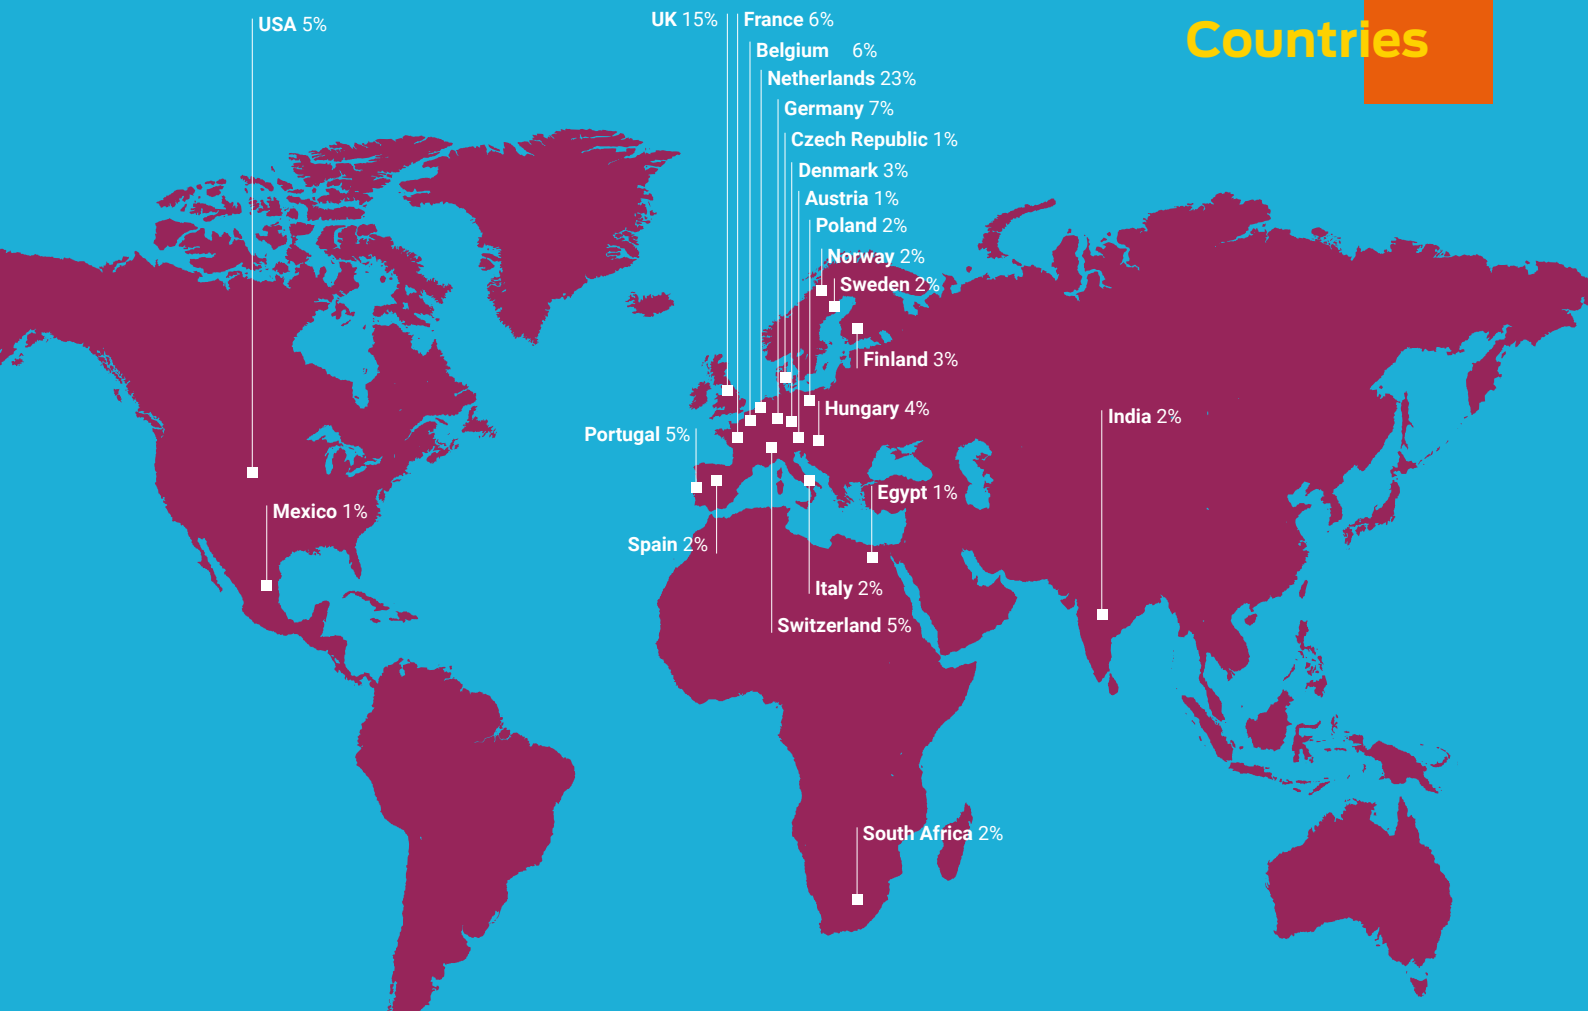 Countries
USA 5%
UK 15%
France 6%
Belgium 6%
Netherlands 23%
Germany 7%
Czech Republic 1%
Denmark 3%
Austria 1%
Poland 2%
Norway 2%
Sweden 2%
Finland 3%
Hungary 4%
India 2%
Portugal 5%
Egypt 1%
Mexico 1%
Spain 2%
Italy 2%
Switzerland 5%
South Africa 2%